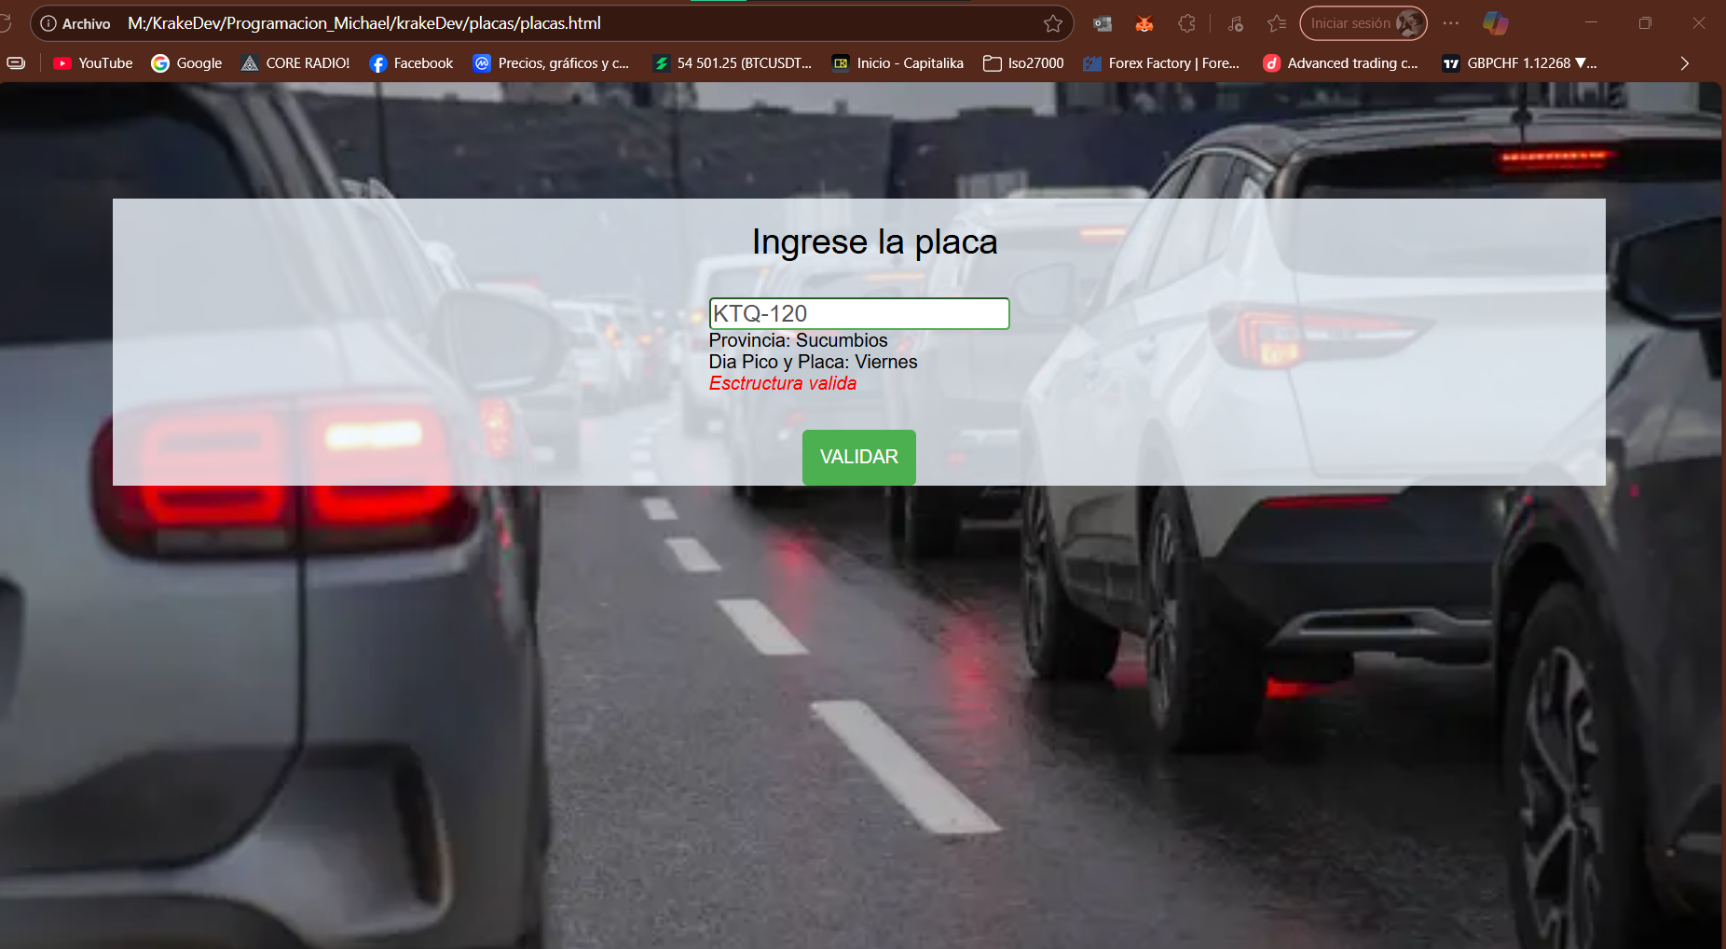 Archivo M:/KrakeDev/Programacion_Michael/krakeDev/placas/placas.html Iniciar sesión
YouTube Google CORE RADIO! Facebook Precios, gráficos y c... 54 501.25 (BTCUSDT... Inicio - Capitalika Iso27000 Forex Factory | Fore... Advanced trading c... GBPCHF 1.12268 ▼...
Ingrese la placa
KTQ-120
Provincia: Sucumbios
Dia Pico y Placa: Viernes
Esctructura valida
VALIDAR